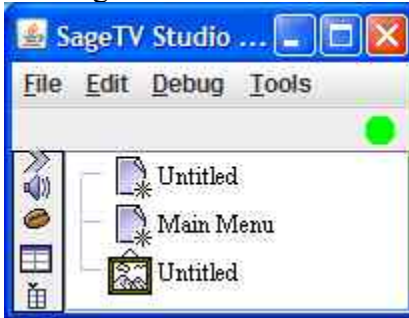 SageTV Studio ...
File Edit Debug Tools
Untitled
Main Menu
Untitled